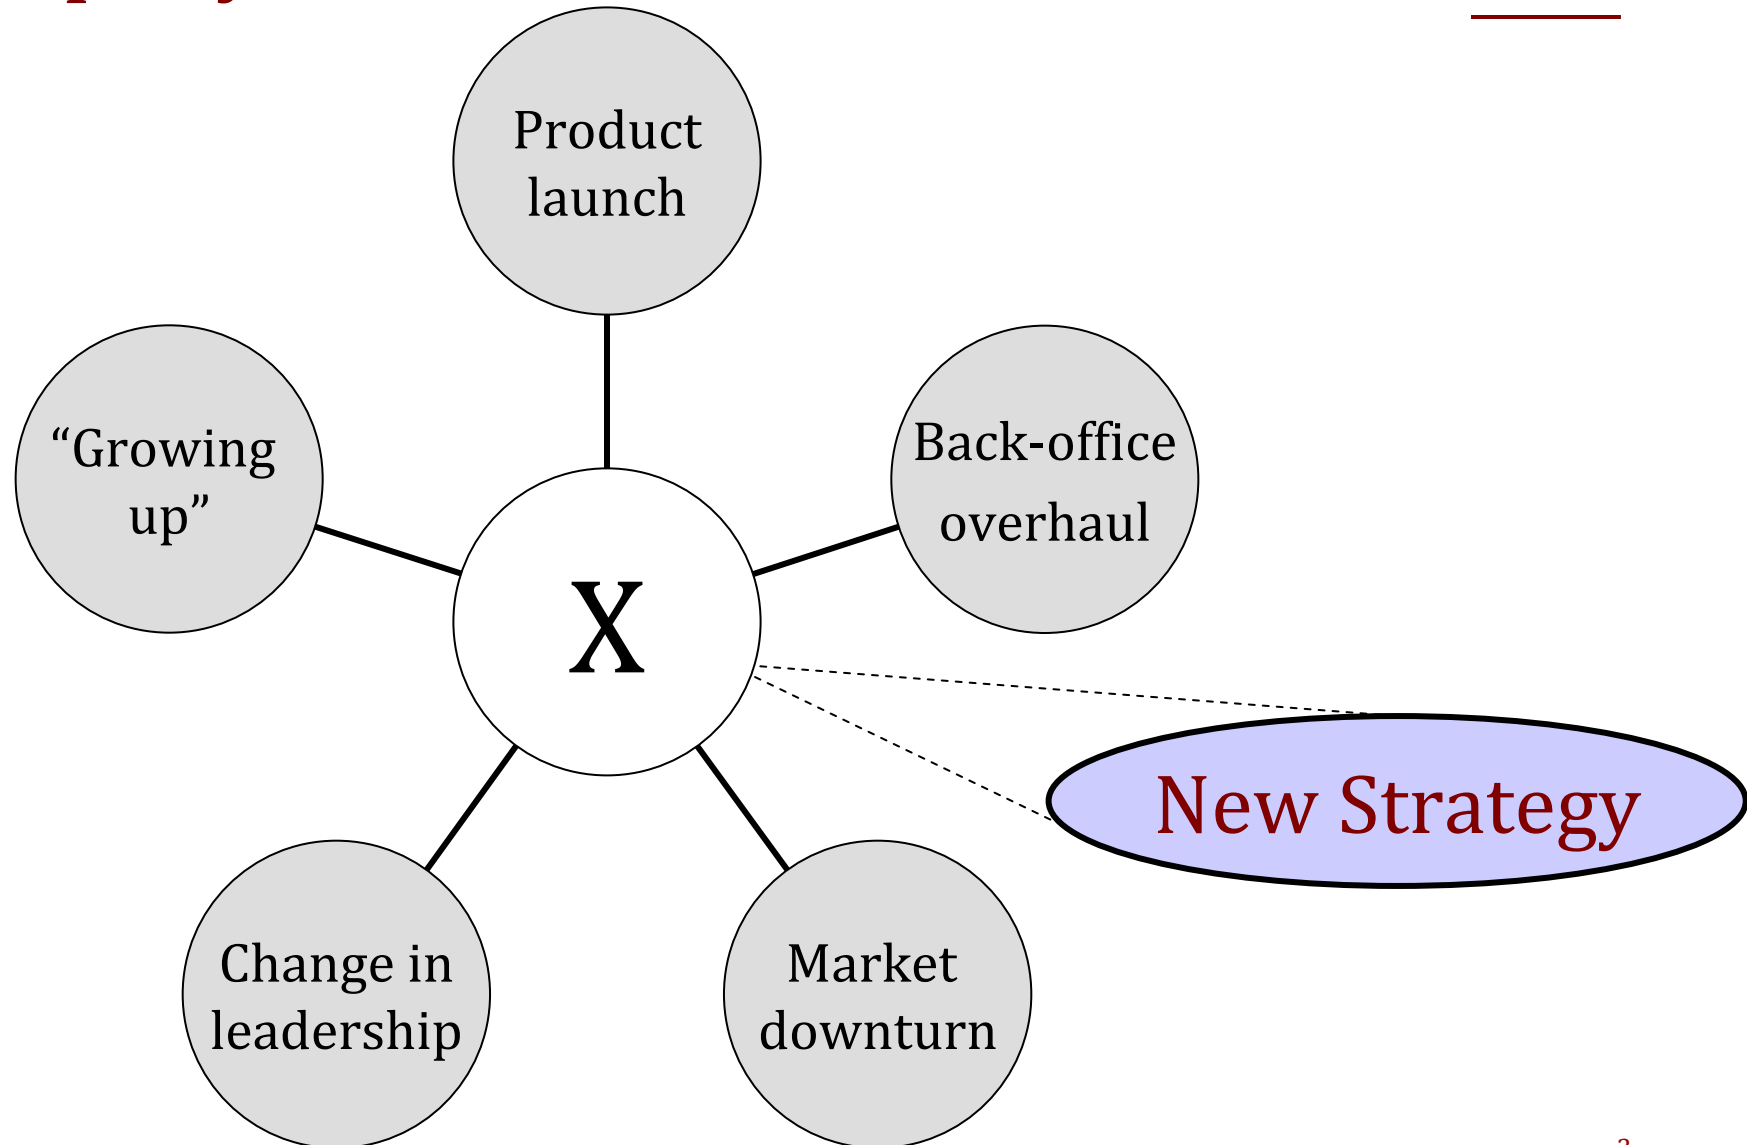 Product
launch
“Growing
up”
Back-office
overhaul
X
New Strategy
Change in
leadership
Market
downturn